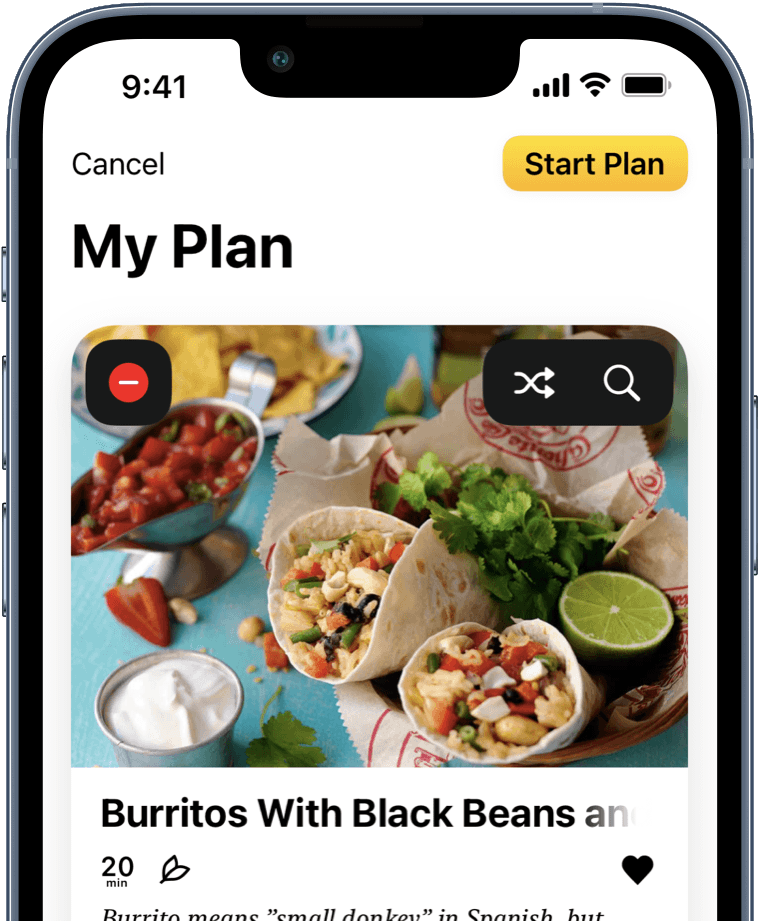 9:41
Cancel
Start Plan
My Plan
Burritos With Black Beans an
20
min
Burrito means ”small donkey” in Spanish, but